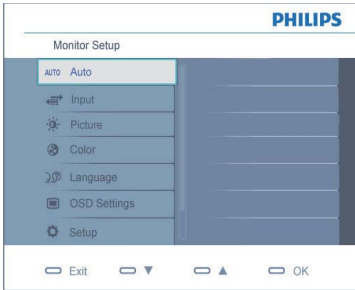 PHILIPS
Monitor Setup
AUTO Auto
Input
Picture
Color
Language
OSD Settings
Setup
Exit ▼ ▲ OK